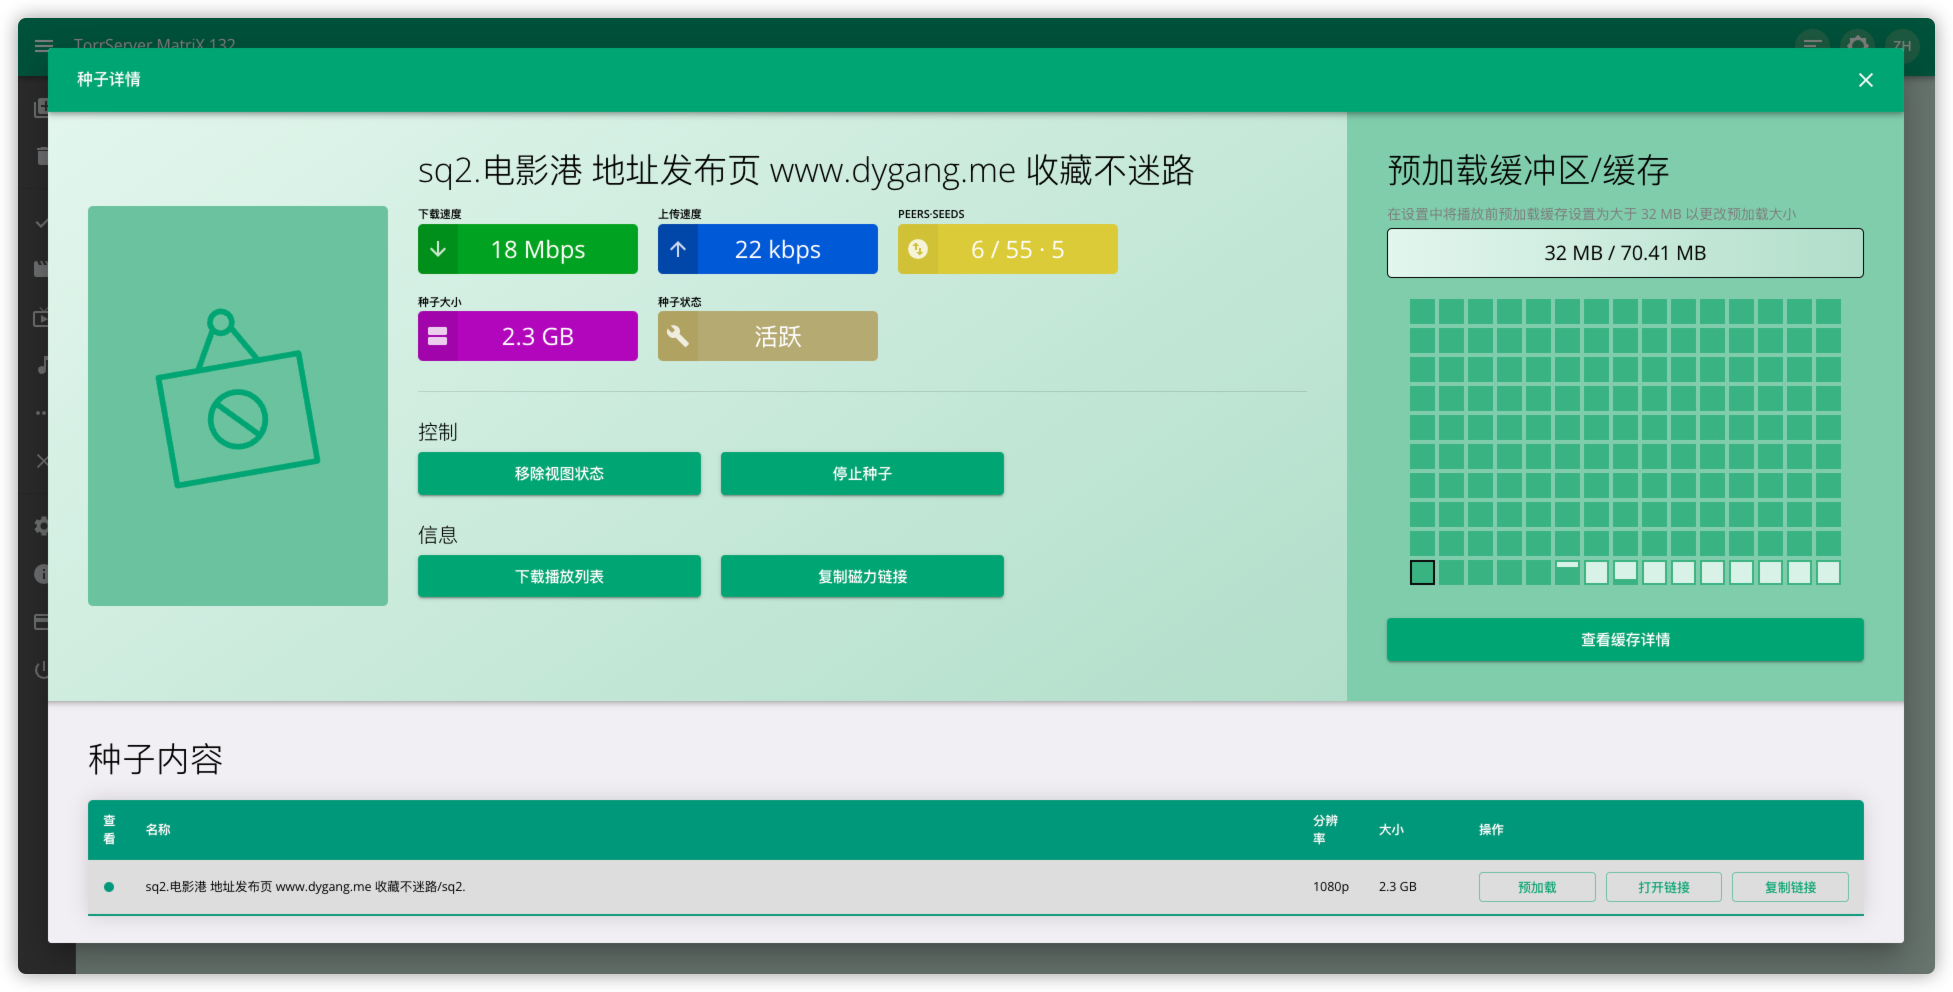 TorrServer MatriX 132
ZH
种子详情
sq2.电影港 地址发布页 www.dygang.me 收藏不迷路
下载速度
18 Mbps
上传速度
22 kbps
PEERS·SEEDS
6 / 55 · 5
种子大小
2.3 GB
种子状态
活跃
控制
移除视图状态
停止种子
信息
下载播放列表
复制磁力链接
预加载缓冲区/缓存
在设置中将播放前预加载缓存设置为大于 32 MB 以更改预加载大小
32 MB / 70.41 MB
查看缓存详情
种子内容
查看
名称
分辨率
大小
操作
sq2.电影港 地址发布页 www.dygang.me 收藏不迷路/sq2.
1080p
2.3 GB
预加载
打开链接
复制链接